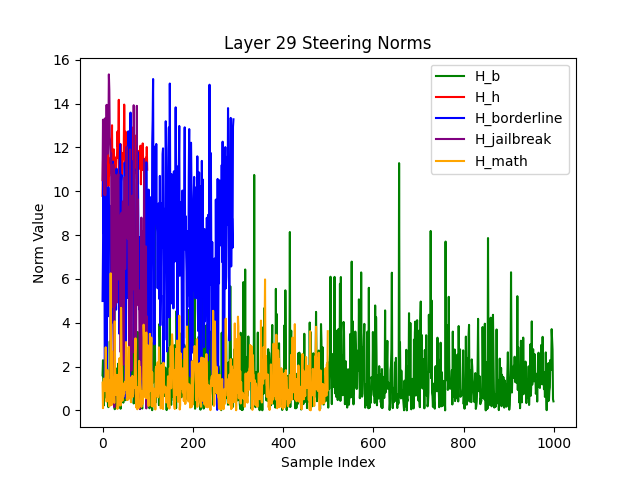 Layer 29 Steering Norms
16
14
12
10
8
6
4
2
0
Norm Value
H_b
H_h
H_borderline
H_jailbreak
H_math
0
200
400
600
800
1000
Sample Index